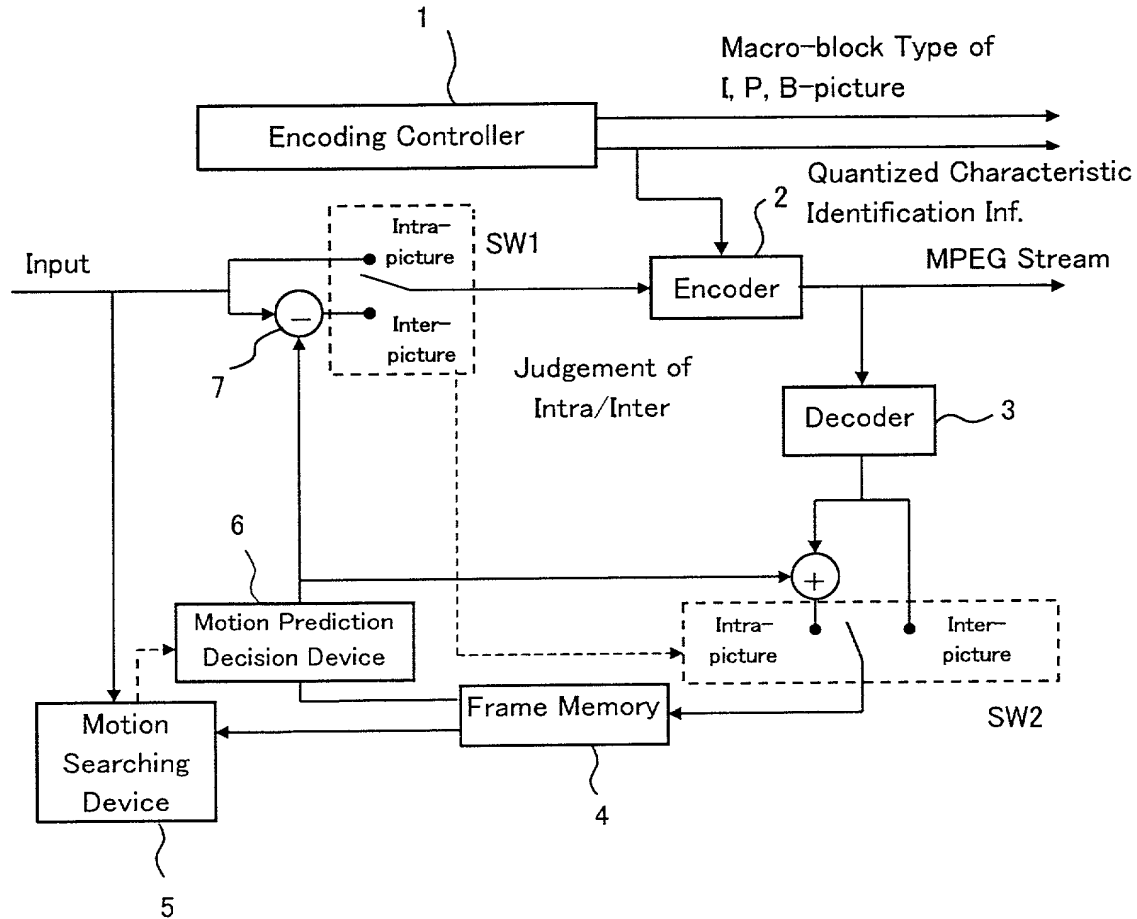 1
Macro-block Type of
I, P, B-picture
Encoding Controller
Quantized Characteristic
Identification Inf.
2
Intra-
picture
SW1
Input
MPEG Stream
Encoder
−
Inter-
picture
7
Judgement of
Intra/Inter
Decoder
3
6
+
Motion Prediction
Decision Device
Intra-
picture
Inter-
picture
Frame Memory
SW2
Motion
Searching
Device
4
5